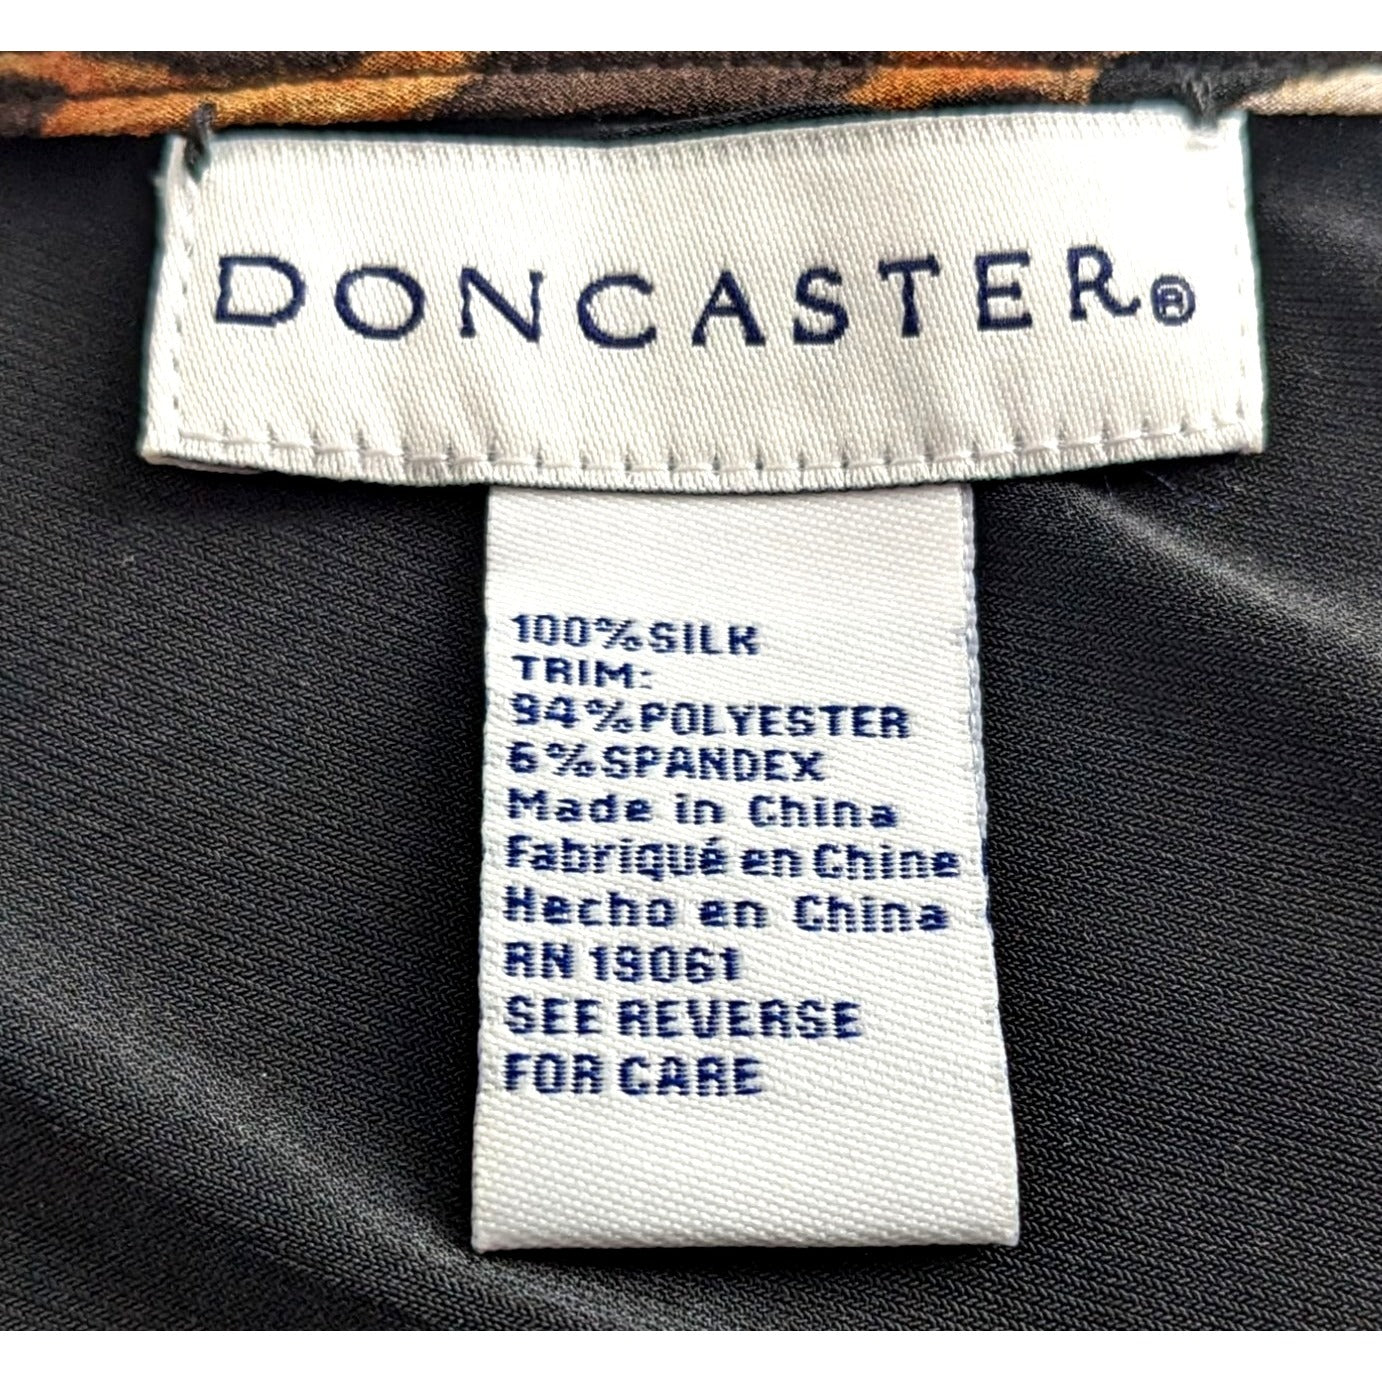 DONCASTER®
100% SILK
TRIM:
94% POLYESTER
6% SPANDEX
Made in China
Fabriqué en Chine
Hecho en China
RN 19061
SEE REVERSE
FOR CARE